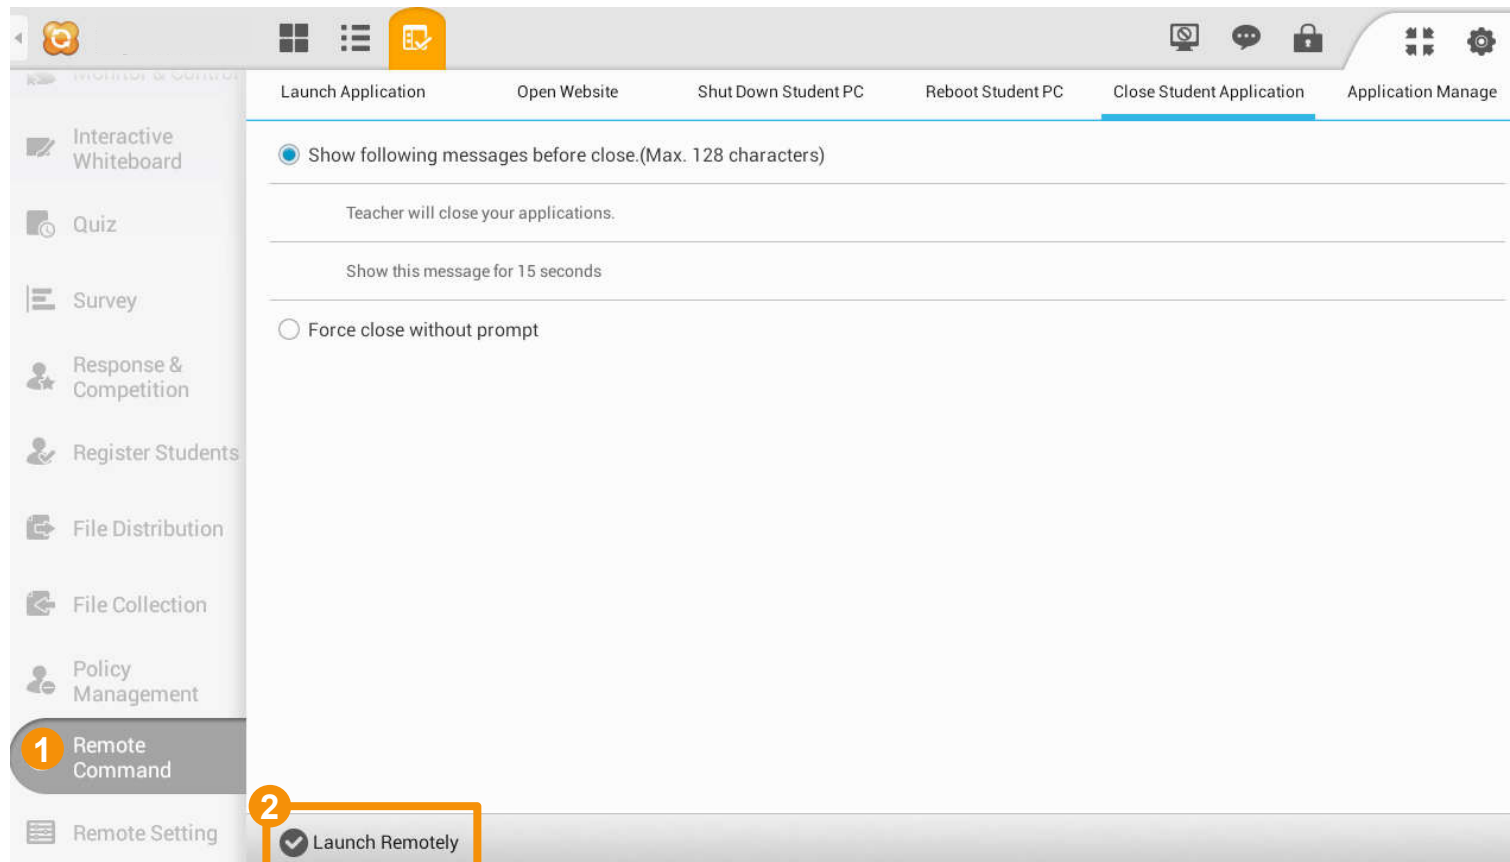 Monitor & Control
Launch Application
Open Website
Shut Down Student PC
Reboot Student PC
Close Student Application
Application Manage
Interactive
Whiteboard
Show following messages before close.(Max. 128 characters)
Teacher will close your applications.
Quiz
Show this message for 15 seconds
Survey
Force close without prompt
Response &
Competition
Register Students
File Distribution
File Collection
Policy
Management
1
Remote
Command
2
Remote Setting
Launch Remotely